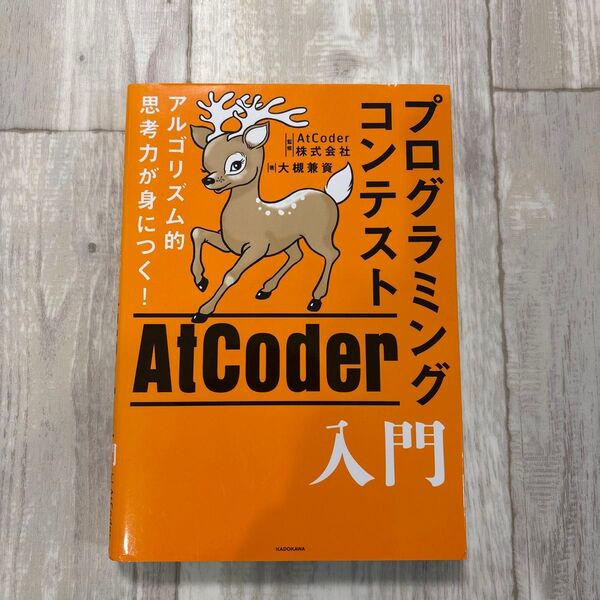 プログラミング
コンテスト
AtCoder
入門
監修
AtCoder
株式会社
著
大槻兼資
アルゴリズム的
思考力が身につく!
KADOKAWA